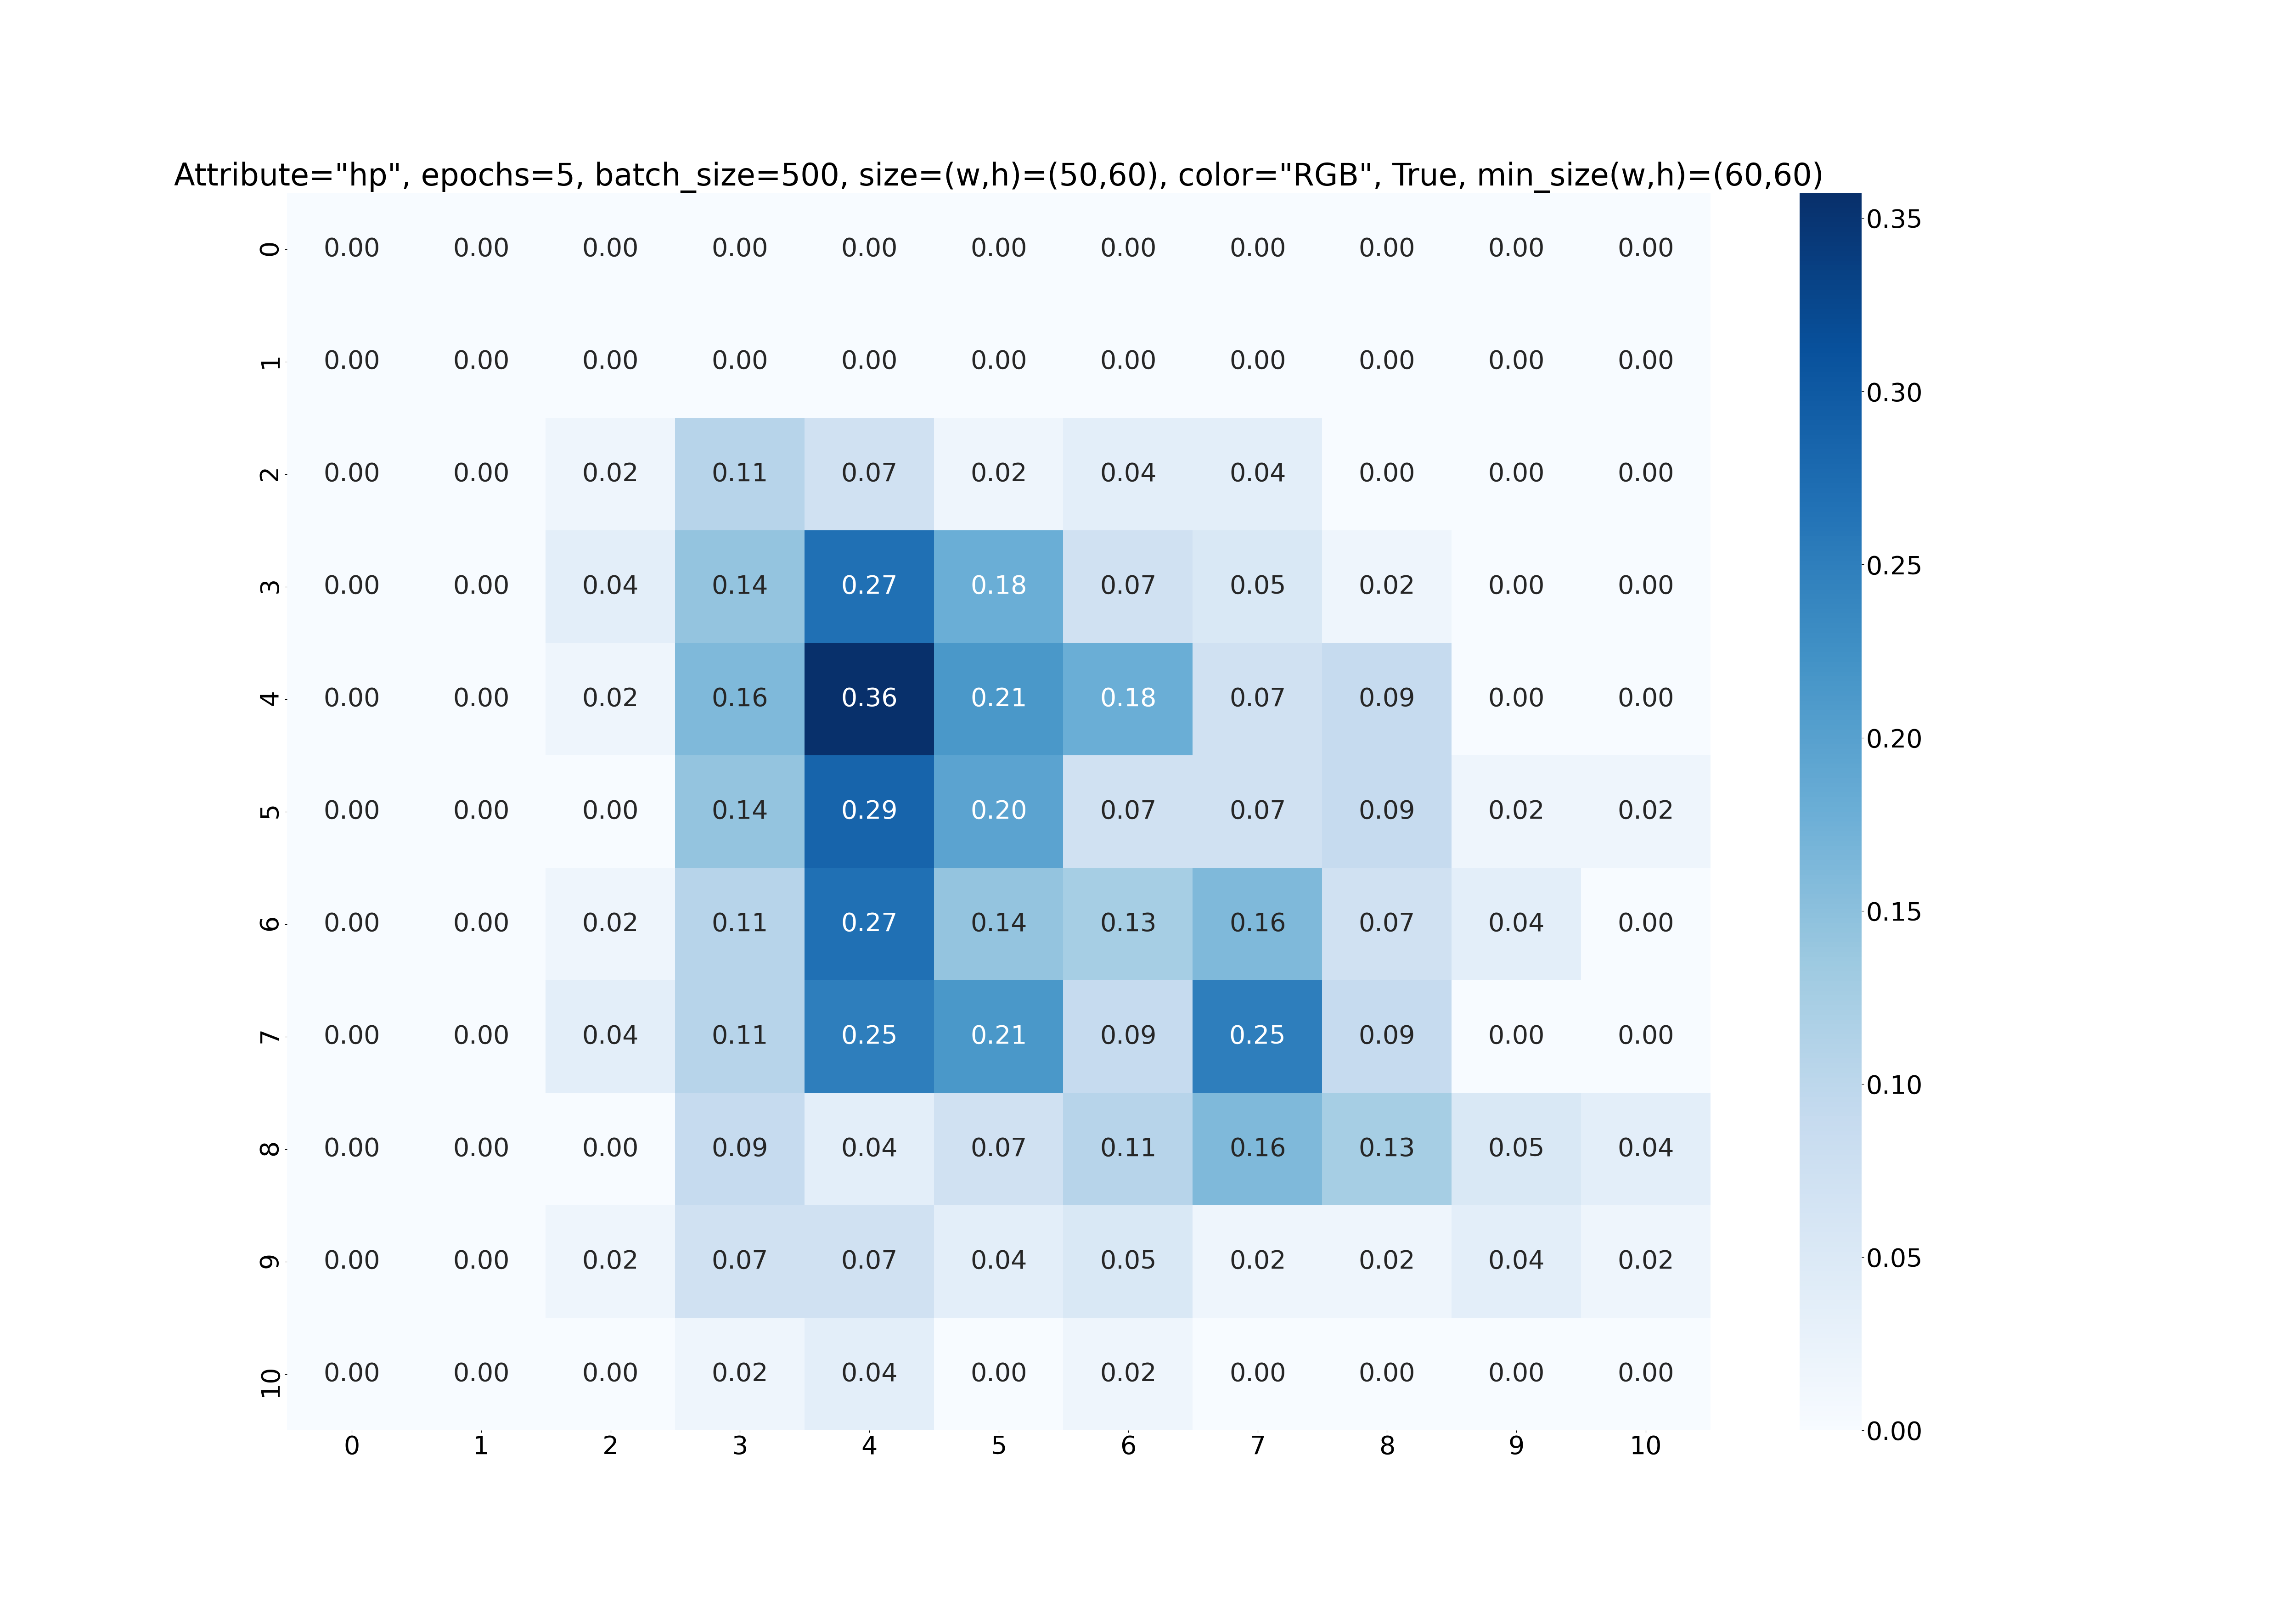 Attribute="hp", epochs=5, batch_size=500, size=(w,h)=(50,60), color="RGB", True, min_size(w,h)=(60,60)
0 0.00 0.00 0.00 0.00 0.00 0.00 0.00 0.00 0.00 0.00 0.00
1 0.00 0.00 0.00 0.00 0.00 0.00 0.00 0.00 0.00 0.00 0.00
2 0.00 0.00 0.02 0.11 0.07 0.02 0.04 0.04 0.00 0.00 0.00
3 0.00 0.00 0.04 0.14 0.27 0.18 0.07 0.05 0.02 0.00 0.00
4 0.00 0.00 0.02 0.16 0.36 0.21 0.18 0.07 0.09 0.00 0.00
5 0.00 0.00 0.00 0.14 0.29 0.20 0.07 0.07 0.09 0.02 0.02
6 0.00 0.00 0.02 0.11 0.27 0.14 0.13 0.16 0.07 0.04 0.00
7 0.00 0.00 0.04 0.11 0.25 0.21 0.09 0.25 0.09 0.00 0.00
8 0.00 0.00 0.00 0.09 0.04 0.07 0.11 0.16 0.13 0.05 0.04
9 0.00 0.00 0.02 0.07 0.07 0.04 0.05 0.02 0.02 0.04 0.02
10 0.00 0.00 0.00 0.02 0.04 0.00 0.02 0.00 0.00 0.00 0.00
0 1 2 3 4 5 6 7 8 9 10
0.35
0.30
0.25
0.20
0.15
0.10
0.05
0.00